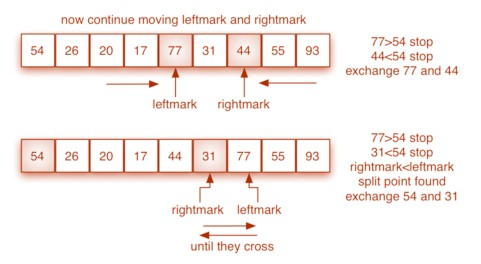 now continue moving leftmark and rightmark
54 26 20 17 77 31 44 55 93
77>54 stop
44<54 stop
exchange 77 and 44
leftmark rightmark
54 26 20 17 44 31 77 55 93
77>54 stop
31<54 stop
rightmark<leftmark
split point found
exchange 54 and 31
rightmark leftmark
until they cross